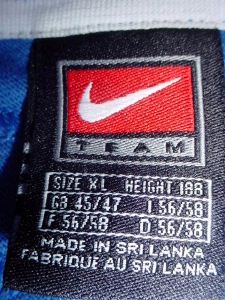 TEAM
SIZE XL HEIGHT 188
GB 45/47 I 56/58
F 56/58 D 56/58
MADE IN SRI LANKA
FABRIQUE AU SRI LANKA